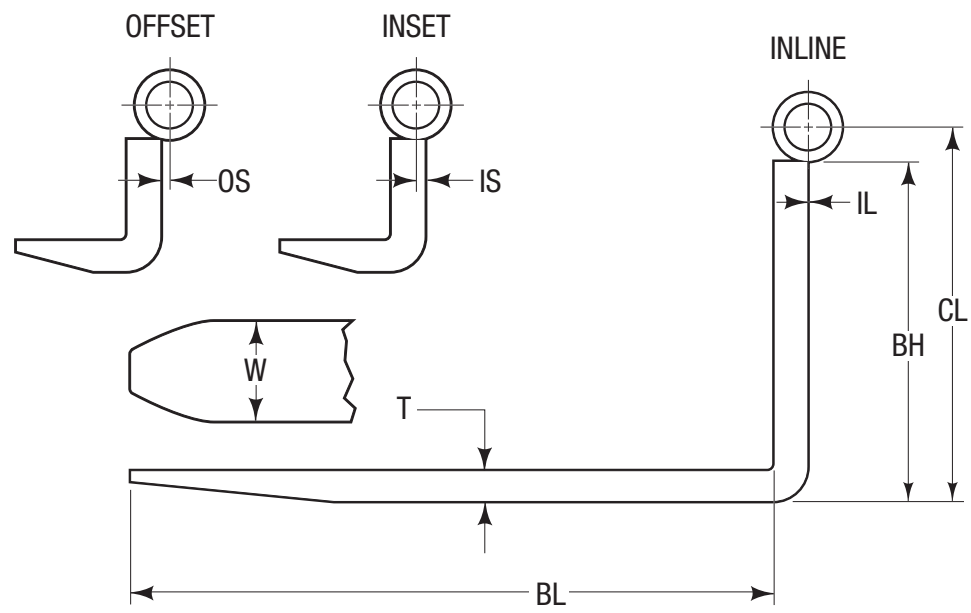 OFFSET
INSET
INLINE
OS
IS
IL
CL
BH
W
T
BL